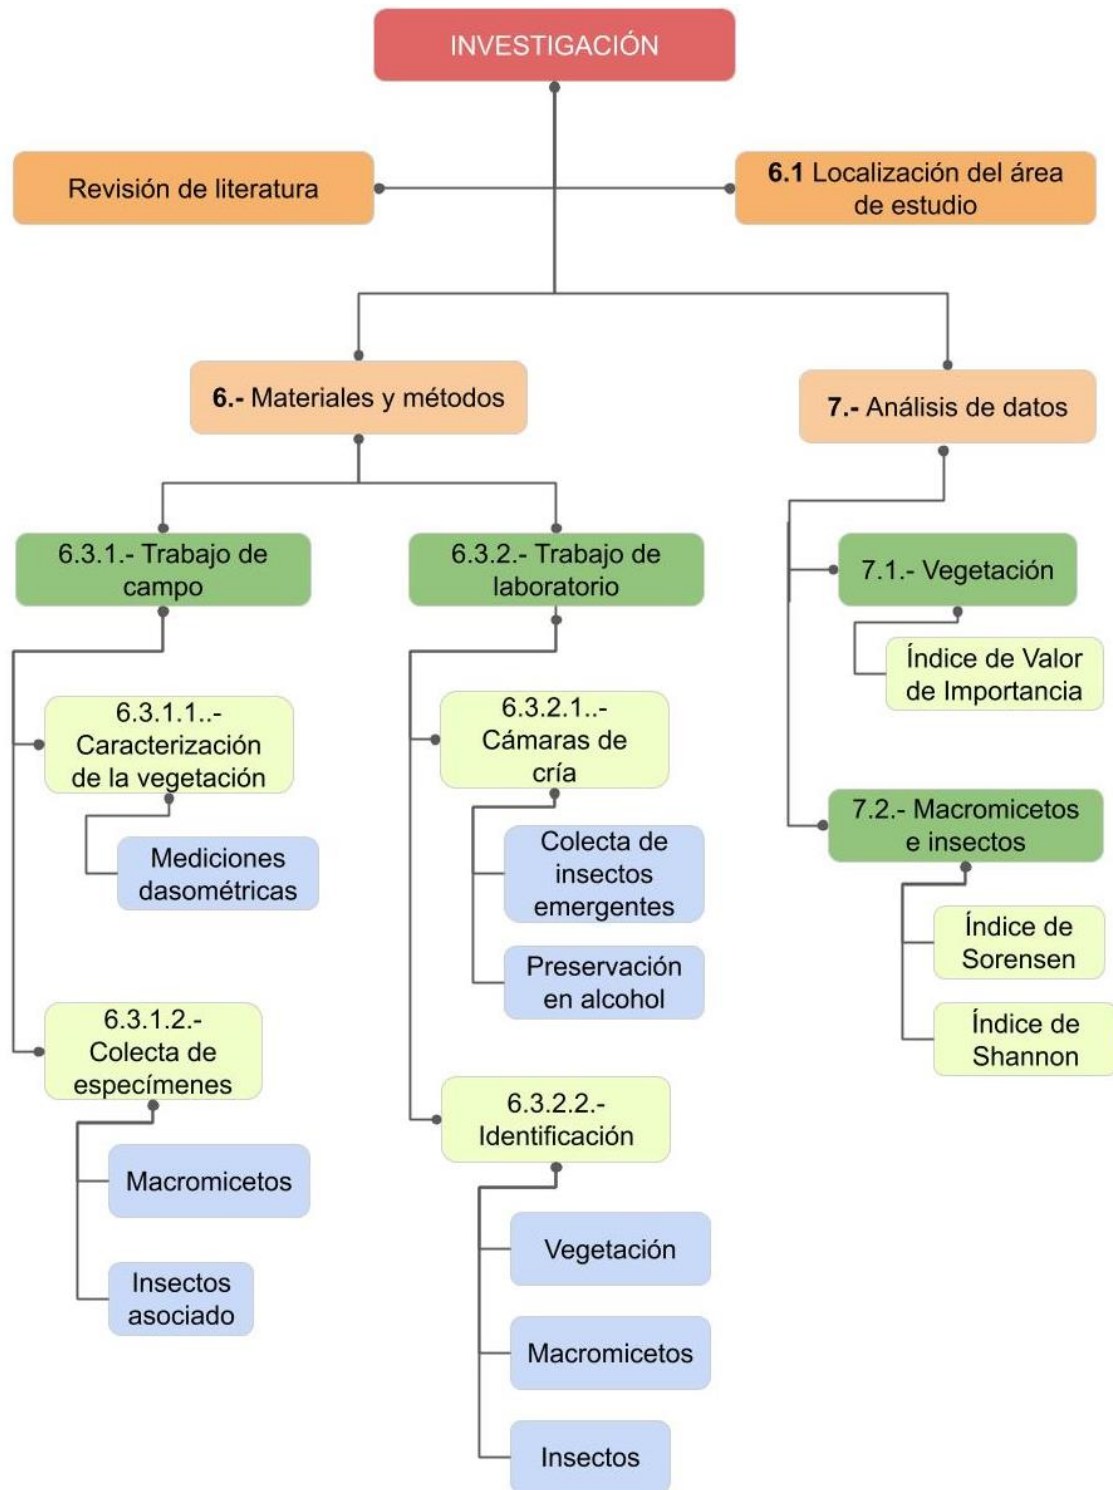 INVESTIGACIÓN
Revisión de literatura
6.1 Localización del área
de estudio
6.- Materiales y métodos
7.- Análisis de datos
6.3.1.- Trabajo de
campo
6.3.2.- Trabajo de
laboratorio
7.1.- Vegetación
Índice de Valor
de Importancia
6.3.1.1..-
Caracterización
de la vegetación
6.3.2.1..-
Cámaras de
cría
Mediciones
dasométricas
Colecta de
insectos
emergentes
7.2.- Macromicetos
e insectos
Índice de
Sorensen
Preservación
en alcohol
Índice de
Shannon
6.3.1.2.-
Colecta de
especímenes
6.3.2.2.-
Identificación
Macromicetos
Insectos
asociado
Vegetación
Macromicetos
Insectos